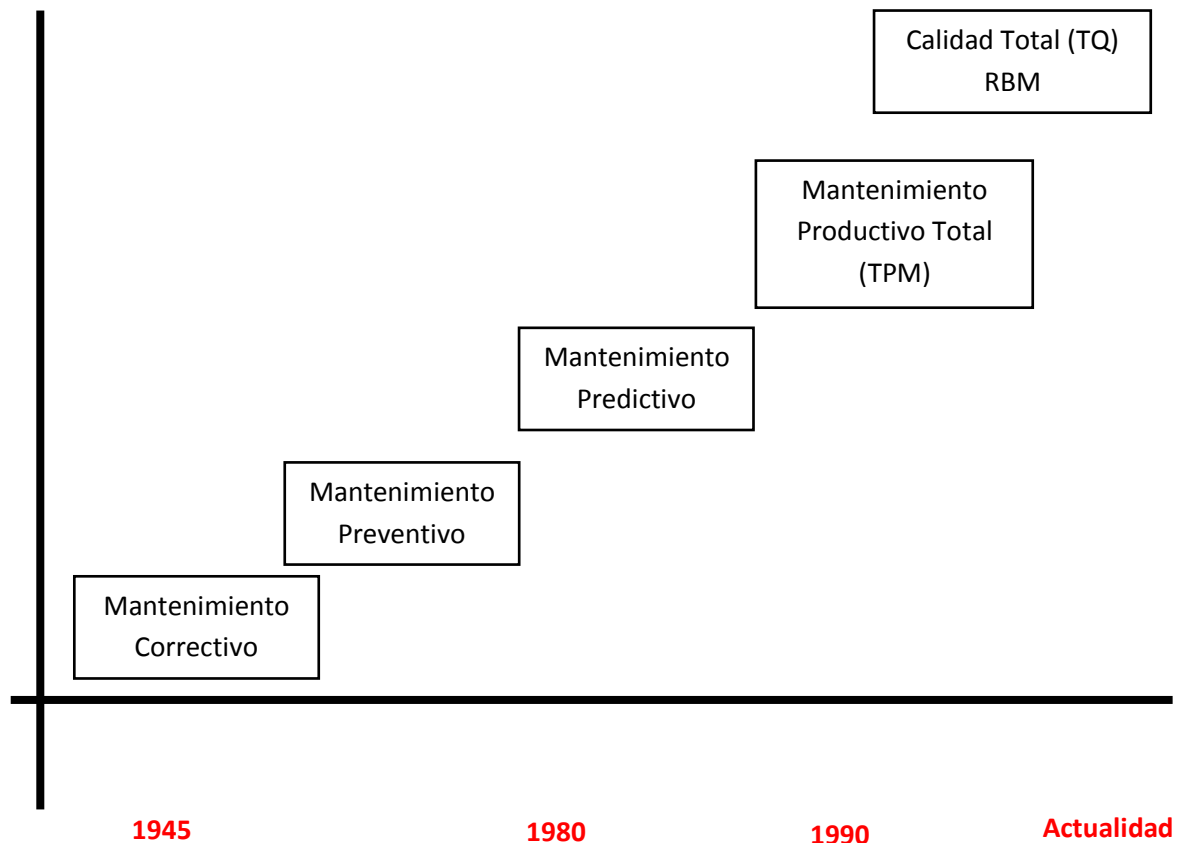 Calidad Total (TQ)
RBM
Mantenimiento
Productivo Total
(TPM)
Mantenimiento
Predictivo
Mantenimiento
Preventivo
Mantenimiento
Correctivo
1945
1980
1990
Actualidad